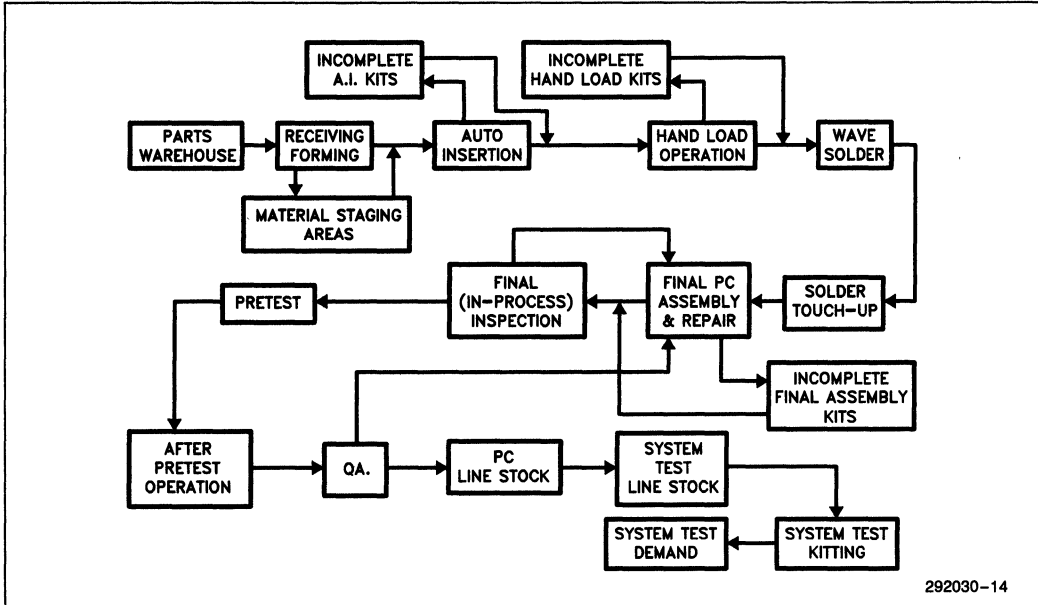 INCOMPLETE
A.I. KITS
INCOMPLETE
HAND LOAD KITS
PARTS
WAREHOUSE
RECEIVING
FORMING
AUTO
INSERTION
HAND LOAD
OPERATION
WAVE
SOLDER
MATERIAL STAGING
AREAS
PRETEST
FINAL
(IN-PROCESS)
INSPECTION
FINAL PC
ASSEMBLY
& REPAIR
SOLDER
TOUCH-UP
INCOMPLETE
FINAL ASSEMBLY
KITS
AFTER
PRETEST
OPERATION
QA.
PC
LINE STOCK
SYSTEM
TEST
LINE STOCK
SYSTEM TEST
DEMAND
SYSTEM TEST
KITTING
292030-14